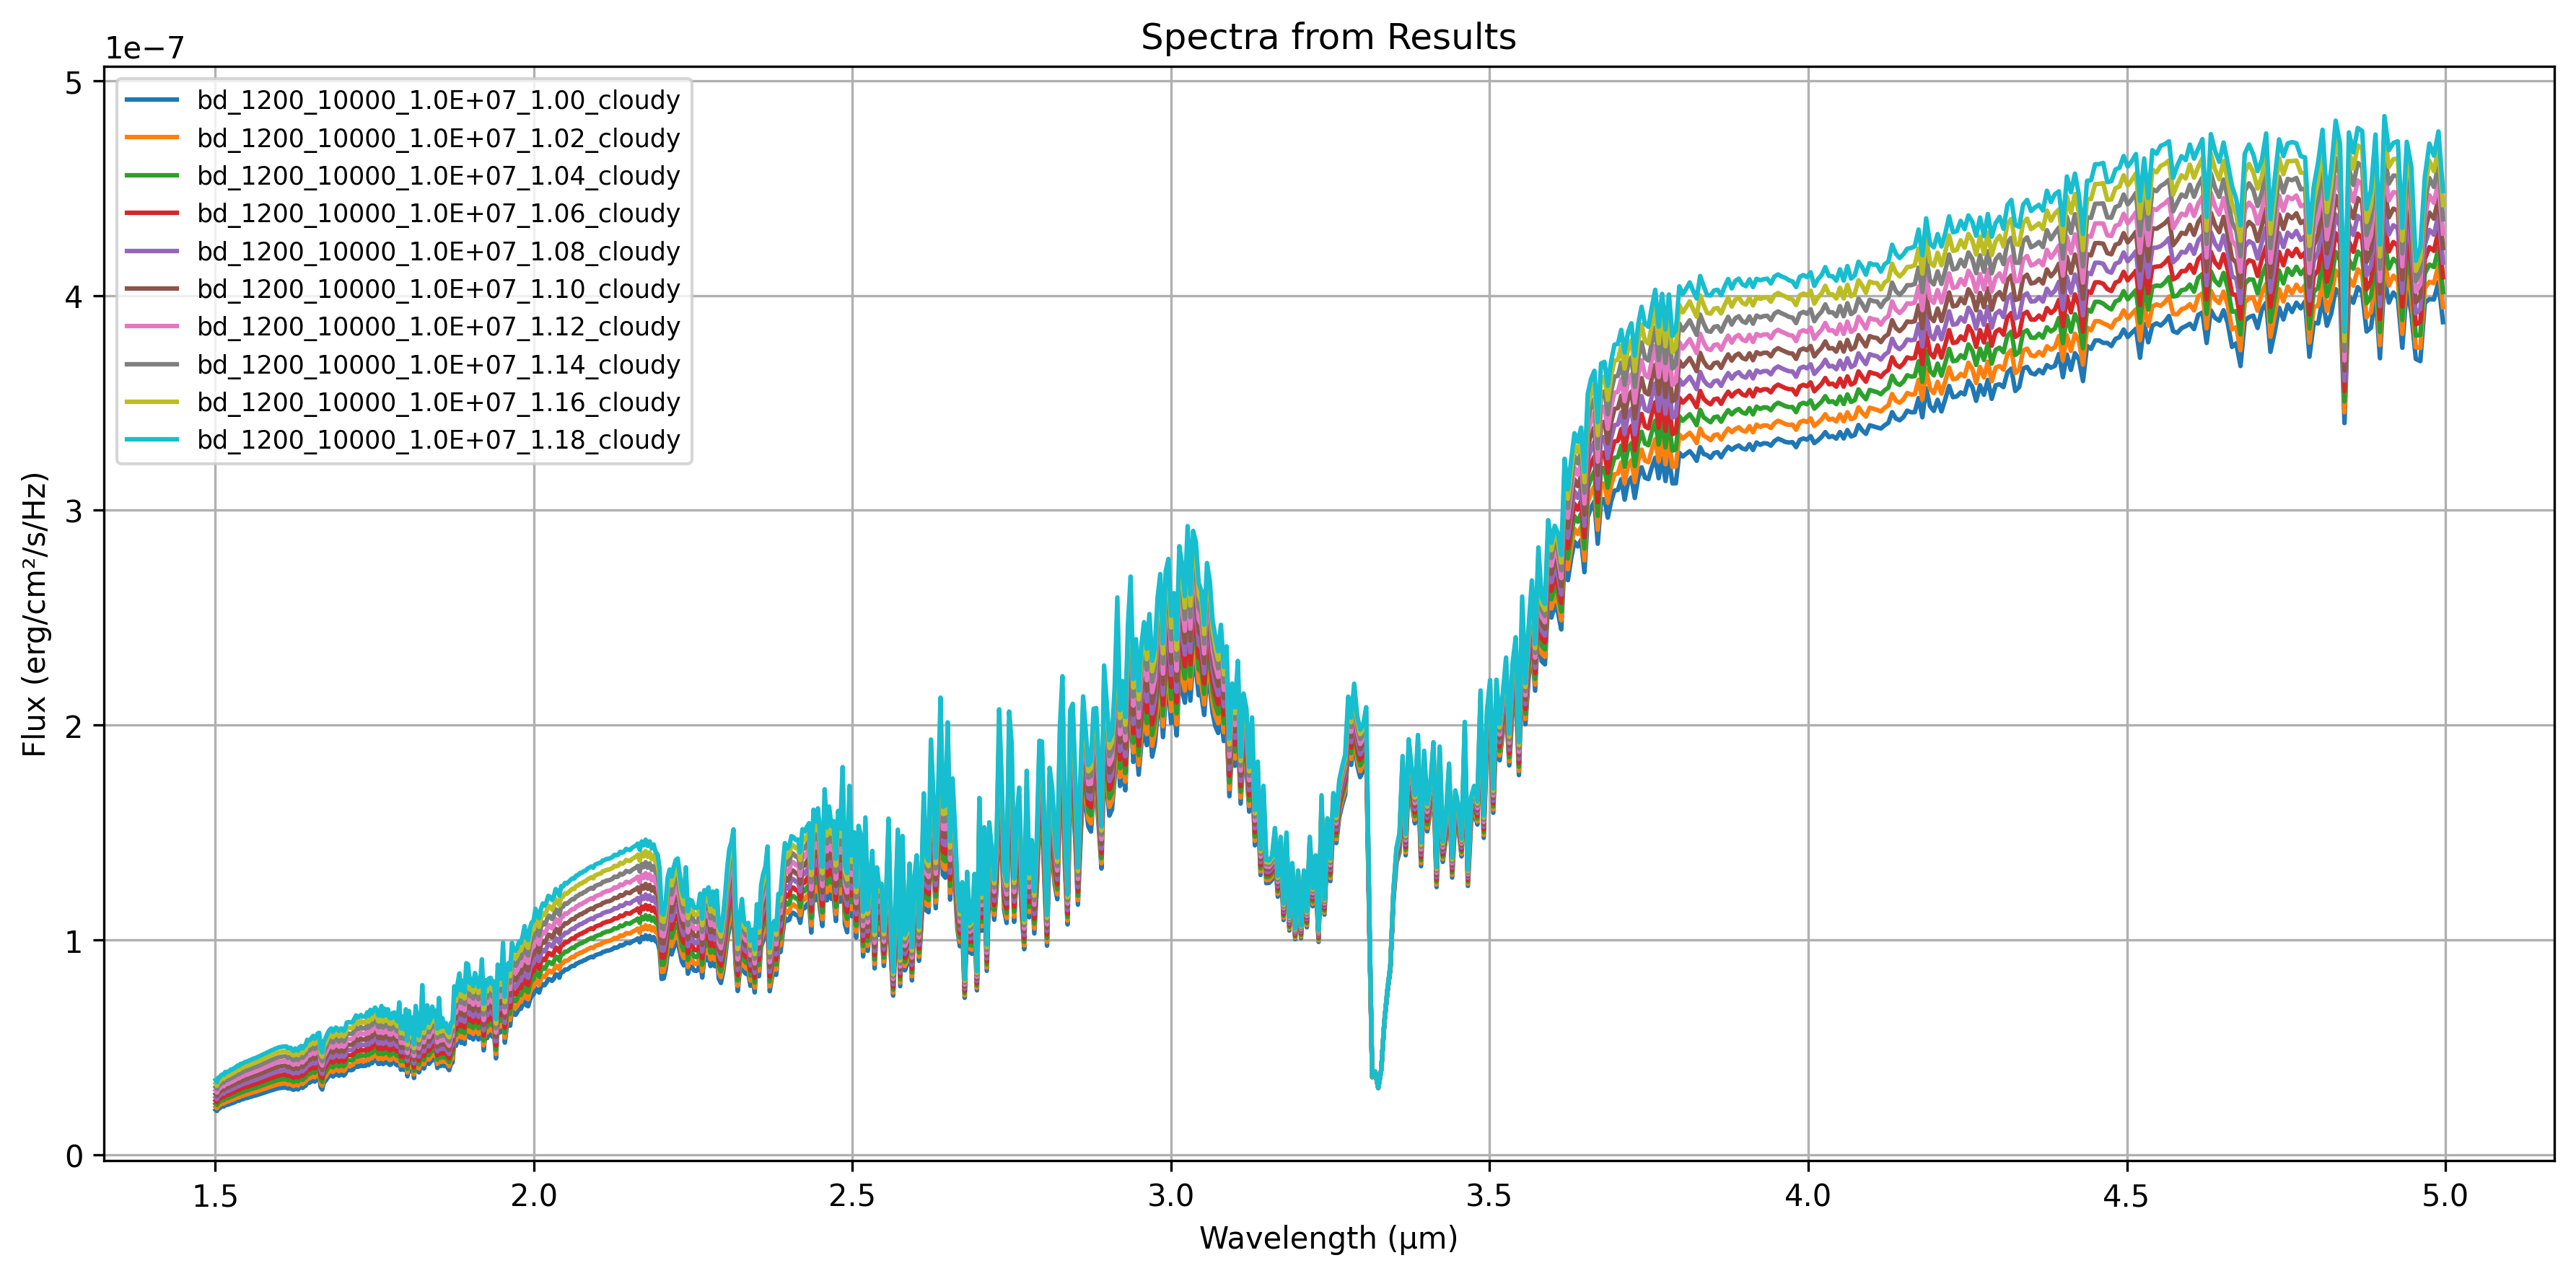 Spectra from Results
1e−7
5
4
3
2
1
0
Flux (erg/cm²/s/Hz)
bd_1200_10000_1.0E+07_1.00_cloudy
bd_1200_10000_1.0E+07_1.02_cloudy
bd_1200_10000_1.0E+07_1.04_cloudy
bd_1200_10000_1.0E+07_1.06_cloudy
bd_1200_10000_1.0E+07_1.08_cloudy
bd_1200_10000_1.0E+07_1.10_cloudy
bd_1200_10000_1.0E+07_1.12_cloudy
bd_1200_10000_1.0E+07_1.14_cloudy
bd_1200_10000_1.0E+07_1.16_cloudy
bd_1200_10000_1.0E+07_1.18_cloudy
1.5 2.0 2.5 3.0 3.5 4.0 4.5 5.0
Wavelength (μm)